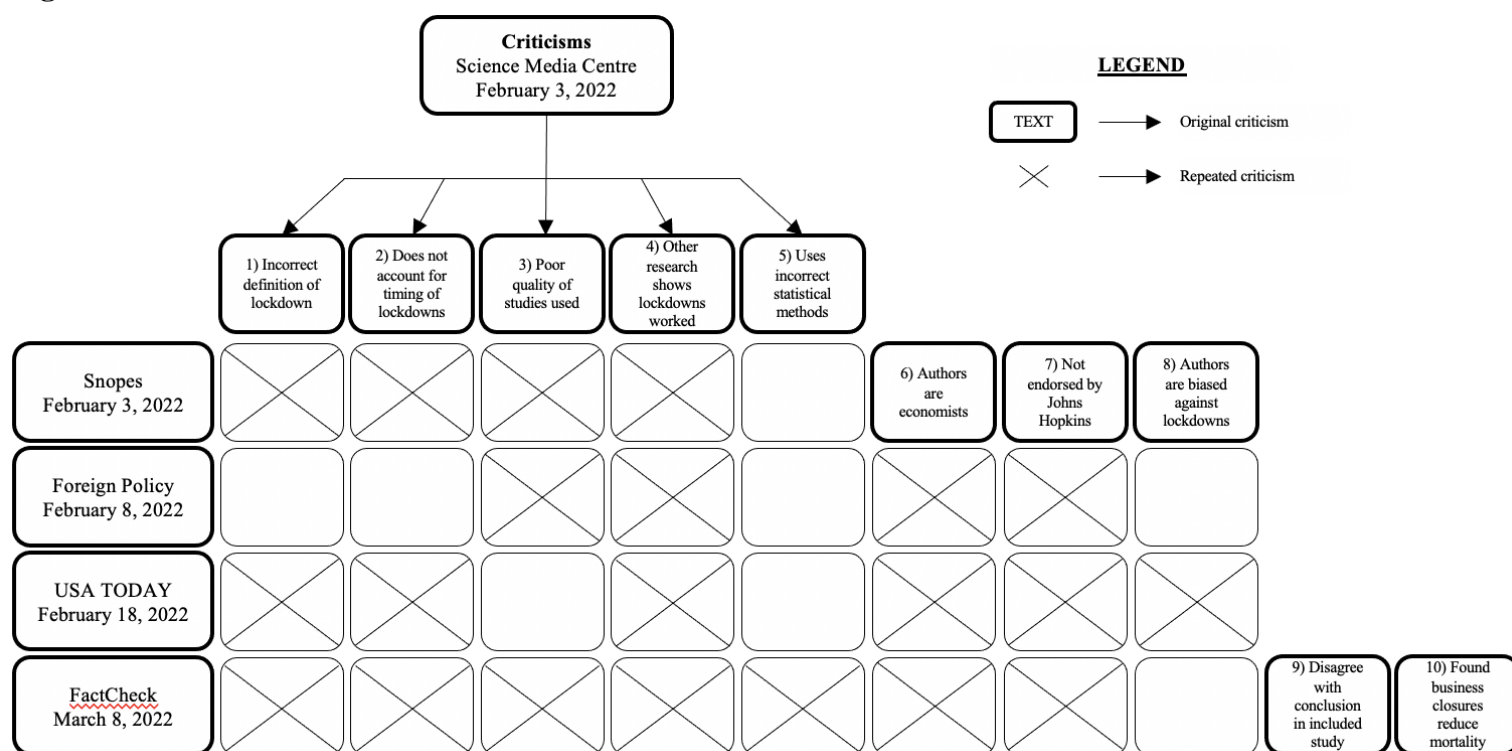 Criticisms
Science Media Centre
February 3, 2022
LEGEND
TEXT
Original criticism
Repeated criticism
1) Incorrect
definition of
lockdown
2) Does not
account for
timing of
lockdowns
3) Poor
quality of
studies used
4) Other
research
shows
lockdowns
worked
5) Uses
incorrect
statistical
methods
Snopes
February 3, 2022
6) Authors
are
economists
7) Not
endorsed by
Johns
Hopkins
8) Authors
are biased
against
lockdowns
Foreign Policy
February 8, 2022
USA TODAY
February 18, 2022
FactCheck
March 8, 2022
9) Disagree
with
conclusion
in included
study
10) Found
business
closures
reduce
mortality